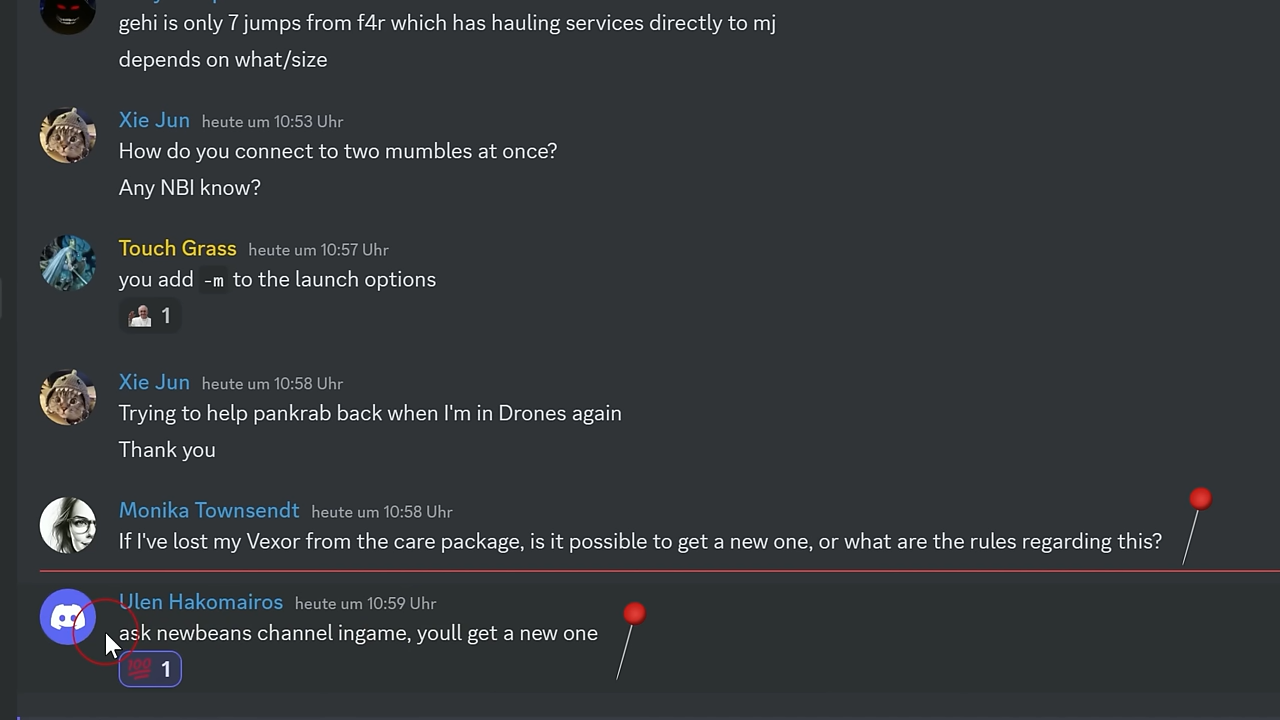 gehi is only 7 jumps from f4r which has hauling services directly to mj
depends on what/size
Xie Jun heute um 10:53 Uhr
How do you connect to two mumbles at once?
Any NBI know?
Touch Grass heute um 10:57 Uhr
you add -m to the launch options
1
Xie Jun heute um 10:58 Uhr
Trying to help pankrab back when I'm in Drones again
Thank you
Monika Townsendt heute um 10:58 Uhr
If I've lost my Vexor from the care package, is it possible to get a new one, or what are the rules regarding this?
Ulen Hakomairos heute um 10:59 Uhr
ask newbeans channel ingame, youll get a new one
100 1